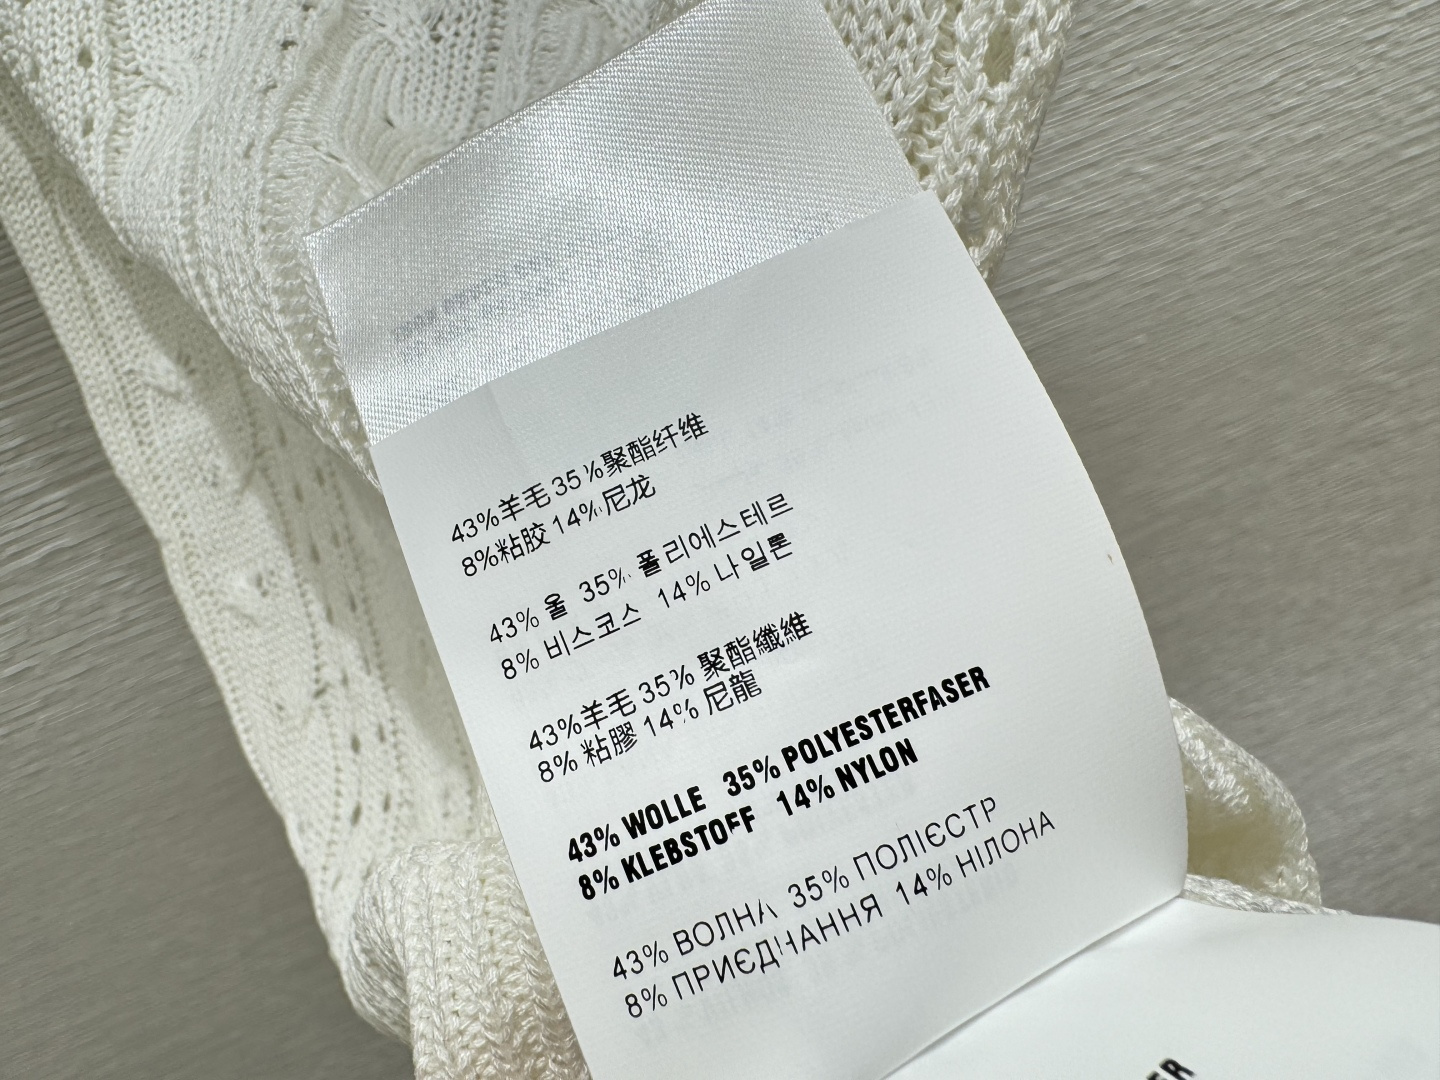 43%羊毛 35%聚酯纤维
8%粘胶 14%尼龙
43% 울 35% 폴리에스테르
8% 비스코스 14% 나일론
43%羊毛 35% 聚酯纖維
8% 粘膠 14% 尼龍
43% WOLLE 35% POLYESTERFASER
8% KLEBSTOFF 14% NYLON
43% ВОЛНА 35% ПОЛІЄСТР
8% ПРИЄДНАННЯ 14% НІЛОНА